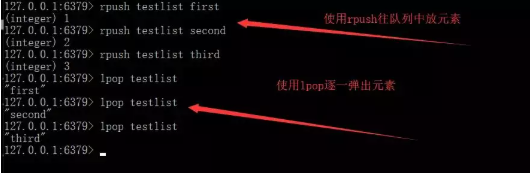 127.0.0.1:6379> rpush testlist first
(integer) 1
使用rpush往队列中放元素
127.0.0.1:6379> rpush testlist second
(integer) 2
127.0.0.1:6379> rpush testlist third
(integer) 3
127.0.0.1:6379> lpop testlist
"first"
使用lpop逐一弹出元素
127.0.0.1:6379> lpop testlist
"second"
127.0.0.1:6379> lpop testlist
"third"
127.0.0.1:6379>